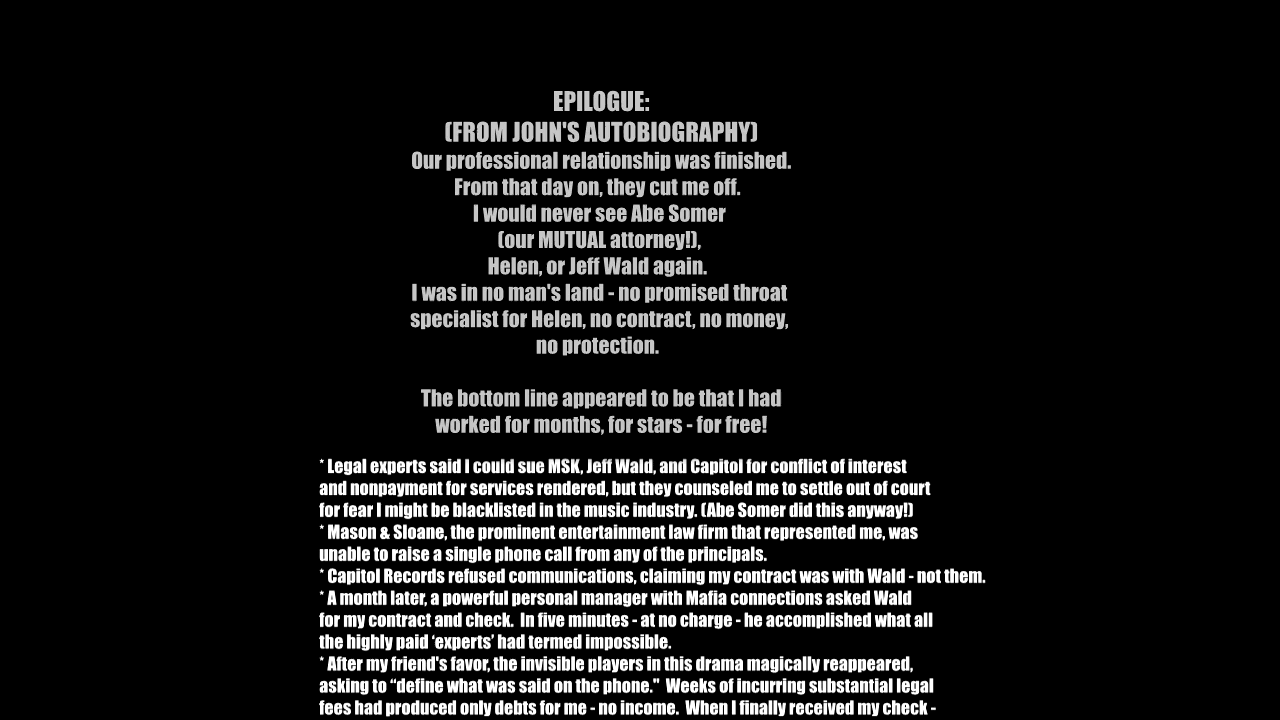 EPILOGUE:
(FROM JOHN'S AUTOBIOGRAPHY)
Our professional relationship was finished.
From that day on, they cut me off.
I would never see Abe Somer
(our MUTUAL attorney!),
Helen, or Jeff Wald again.
I was in no man's land - no promised throat
specialist for Helen, no contract, no money,
no protection.
The bottom line appeared to be that I had
worked for months, for stars - for free!
* Legal experts said I could sue MSK, Jeff Wald, and Capitol for conflict of interest
and nonpayment for services rendered, but they counseled me to settle out of court
for fear I might be blacklisted in the music industry. (Abe Somer did this anyway!)
* Mason & Sloane, the prominent entertainment law firm that represented me, was
unable to raise a single phone call from any of the principals.
* Capitol Records refused communications, claiming my contract was with Wald - not them.
* A month later, a powerful personal manager with Mafia connections asked Wald
for my contract and check.  In five minutes - at no charge - he accomplished what all
the highly paid ‘experts’ had termed impossible.
* After my friend's favor, the invisible players in this drama magically reappeared,
asking to “define what was said on the phone."  Weeks of incurring substantial legal
fees had produced only debts for me - no income.  When I finally received my check -